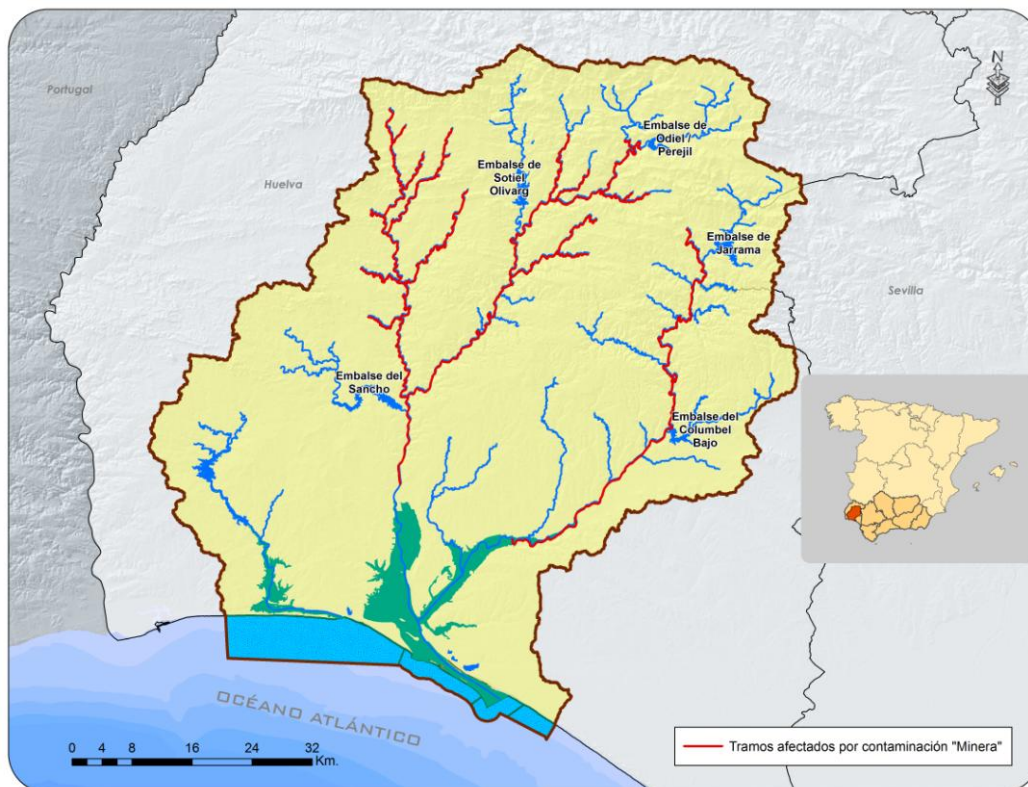 Portugal
N
Embalse de
Odiel /
Perejil
Embalse de
Sotiel
Olivarg
Huelva
Embalse de
Jarrama
Sevilla
Embalse del
Sancho
Embalse del
Columbel
Bajo
OCÉANO ATLÁNTICO
0 4 8 16 24 32
Km.
Tramos afectados por contaminación "Minera"